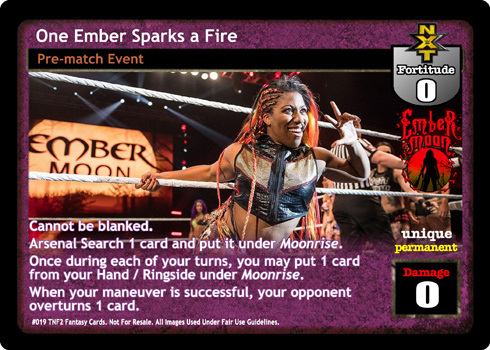 One Ember Sparks a Fire
Pre-match Event
NXT
Fortitude
0
EMBER
MOON
EMBER
MOON
Cannot be blanked.
Arsenal Search 1 card and put it under Moonrise.
Once during each of your turns, you may put 1 card
from your Hand / Ringside under Moonrise.
When your maneuver is successful, your opponent
overturns 1 card.
unique
permanent
Damage
0
#019 TNF2 Fantasy Cards. Not For Resale. All Images Used Under Fair Use Guidelines.